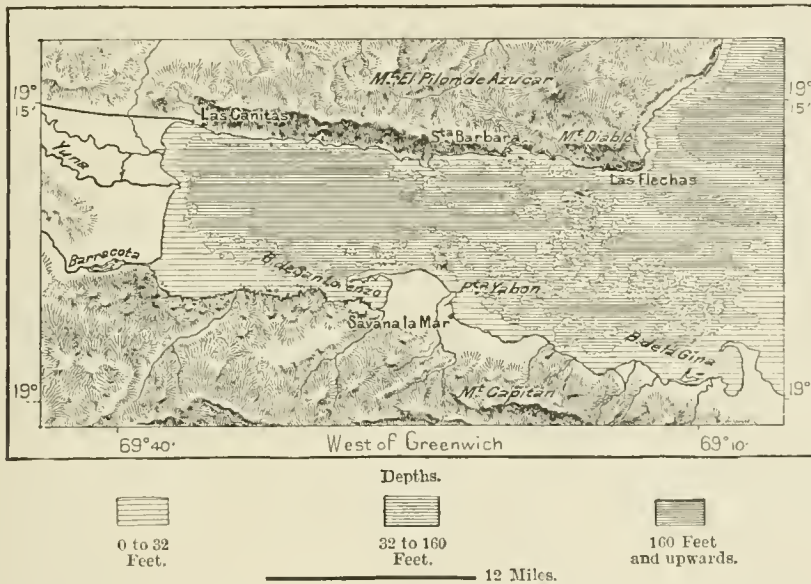 Mt. El Pilon de Azucar
19°
15'
19°
15'
Las Cañitas
Sta Barbara
Mt. Diablo
Yuna
Las Flechas
Barracota
B. de San Lorenzo
Pta Yabon
Savana la Mar
B. de la Gina
Mt. Capitan
19°
19°
69°40'
West of Greenwich
69°10'
Depths.
0 to 32
Feet.
32 to 160
Feet.
160 Feet
and upwards.
12 Miles.